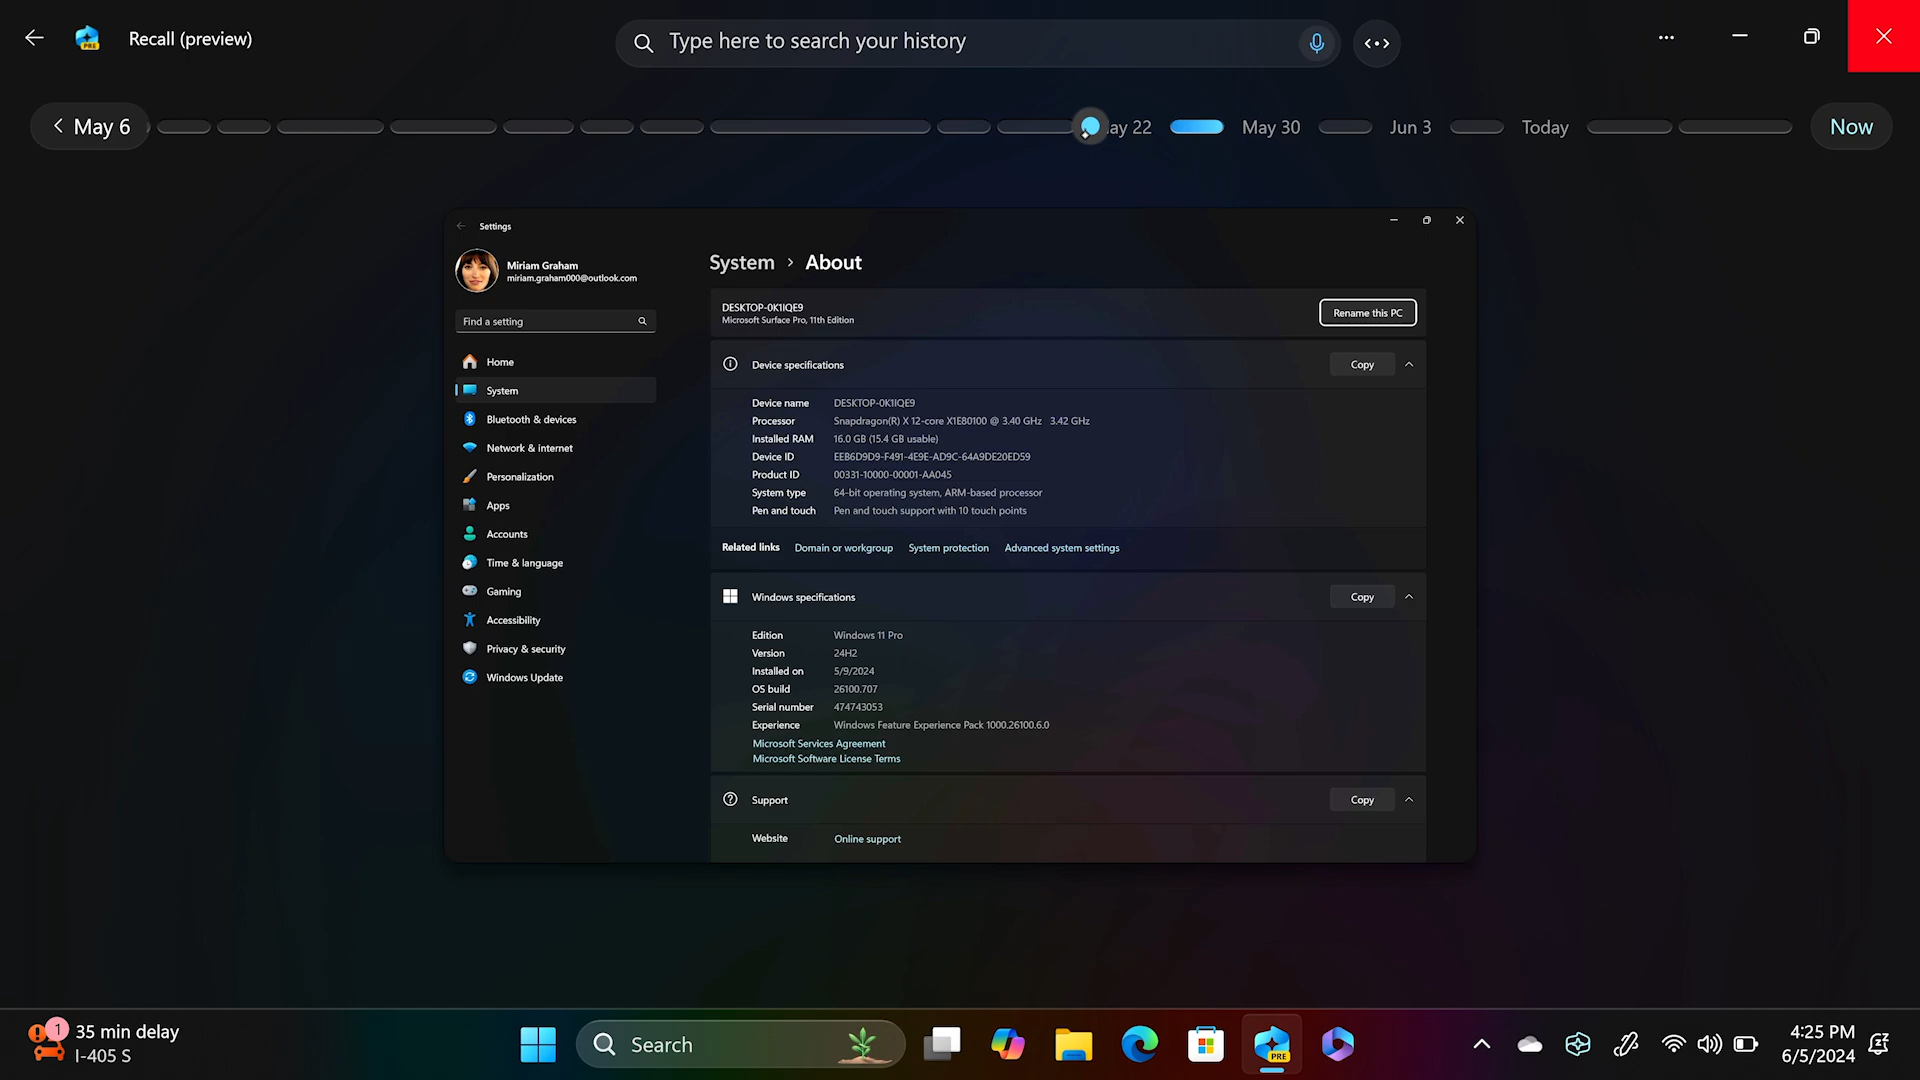 Recall (preview)
Type here to search your history
May 6
ay 22
May 30
Jun 3
Today
Now
Settings
Miriam Graham
miriam.graham000@outlook.com
Find a setting
Home
System
Bluetooth & devices
Network & internet
Personalization
Apps
Accounts
Time & language
Gaming
Accessibility
Privacy & security
Windows Update
System > About
DESKTOP-0K1IQE9
Microsoft Surface Pro, 11th Edition
Rename this PC
Device specifications
Copy
Device name DESKTOP-0K1IQE9
Processor Snapdragon(R) X 12-core X1E80100 @ 3.40 GHz 3.42 GHz
Installed RAM 16.0 GB (15.4 GB usable)
Device ID EEB6D9D9-F491-4E9E-AD9C-64A9DE20ED59
Product ID 00331-10000-00001-AA045
System type 64-bit operating system, ARM-based processor
Pen and touch Pen and touch support with 10 touch points
Related links Domain or workgroup System protection Advanced system settings
Windows specifications
Copy
Edition Windows 11 Pro
Version 24H2
Installed on 5/9/2024
OS build 26100.707
Serial number 474743053
Experience Windows Feature Experience Pack 1000.26100.6.0
Microsoft Services Agreement
Microsoft Software License Terms
Support
Copy
Website Online support
1
35 min delay
I-405 S
Search
PRE
4:25 PM
6/5/2024